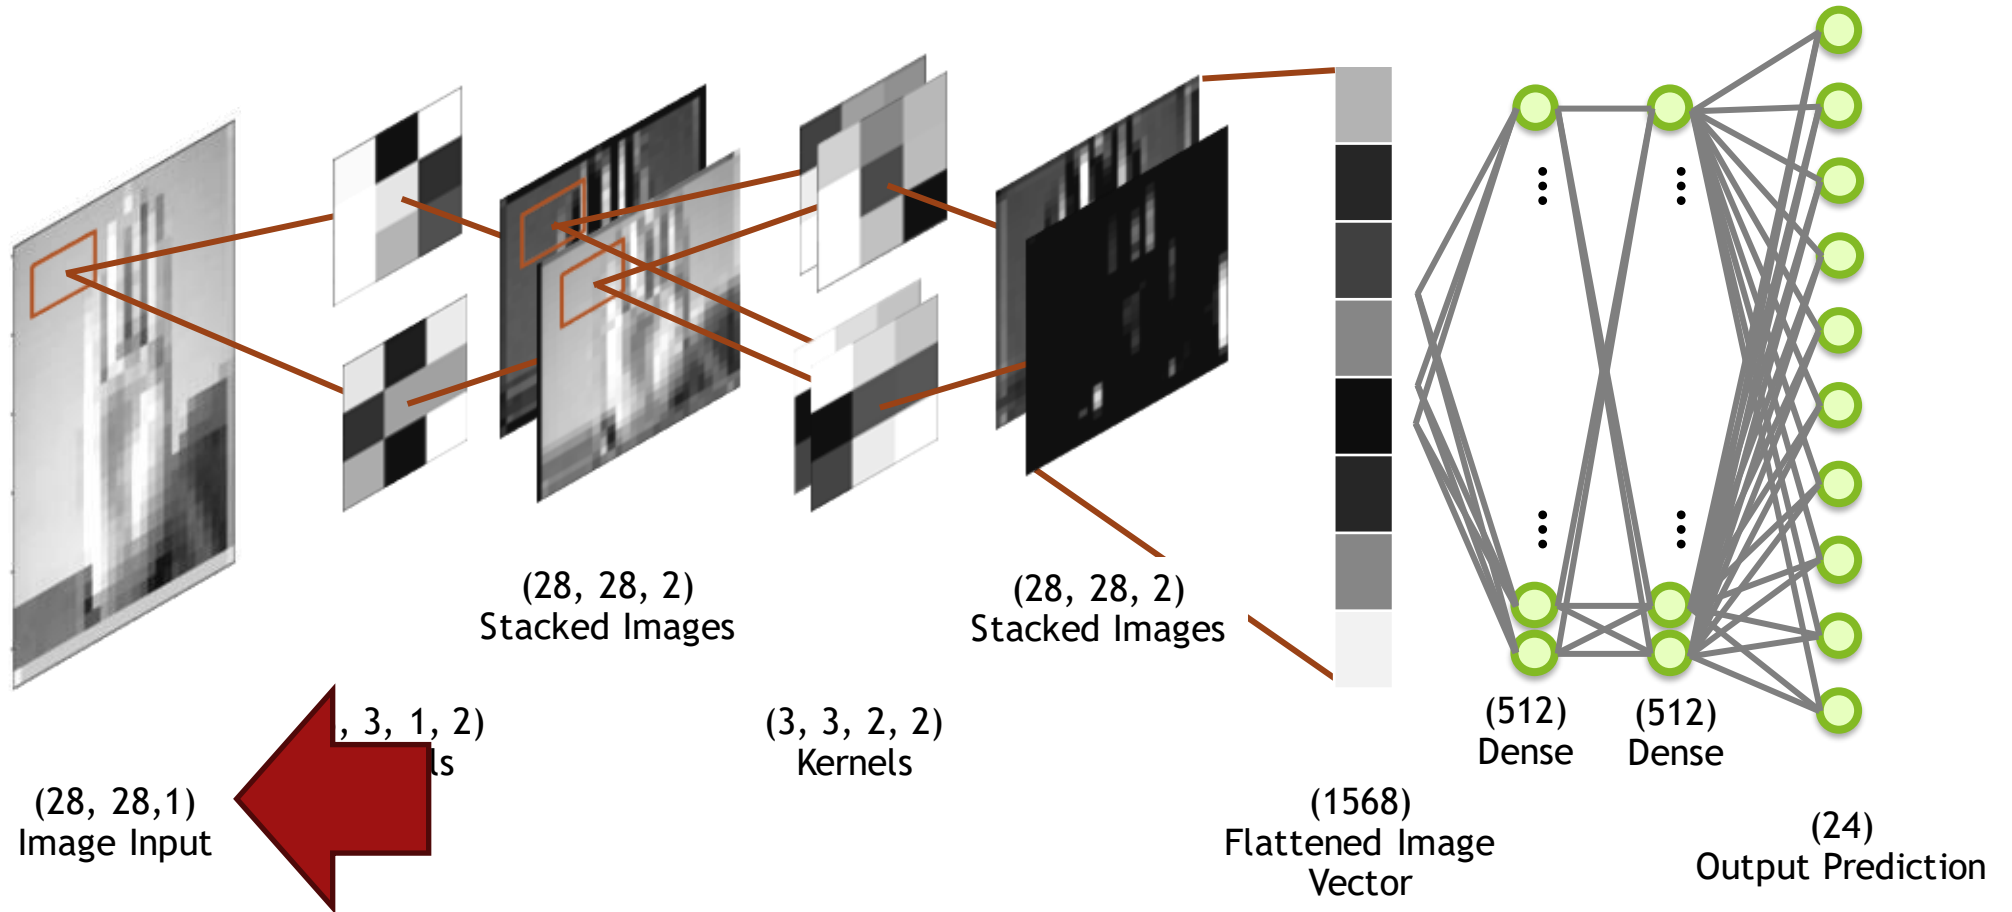 (28, 28,1)
Image Input
, 3, 1, 2)
ls
(28, 28, 2)
Stacked Images
(3, 3, 2, 2)
Kernels
(28, 28, 2)
Stacked Images
(1568)
Flattened Image
Vector
(512)
Dense
(512)
Dense
(24)
Output Prediction